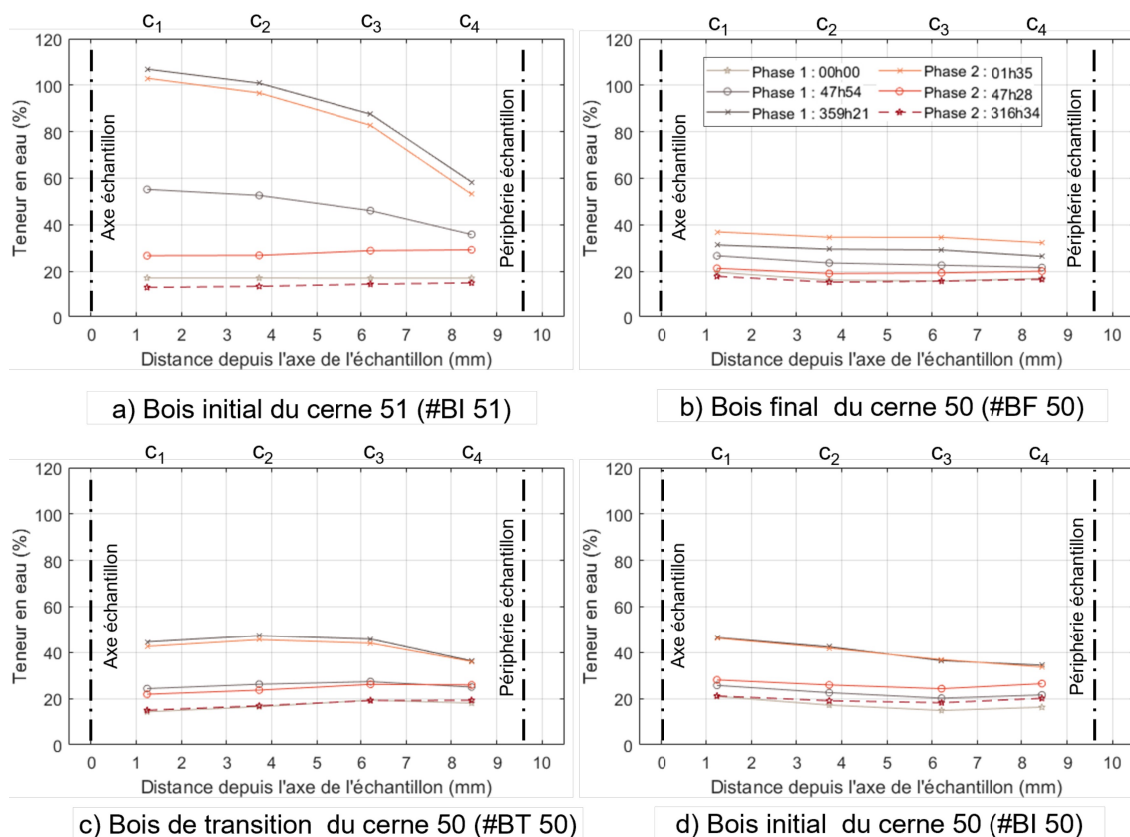 c1 c2 c3 c4
120
100
80
60
40
20
0
Teneur en eau (%)
Axe échantillon
Périphérie échantillon
0 1 2 3 4 5 6 7 8 9 10
Distance depuis l'axe de l'échantillon (mm)
a) Bois initial du cerne 51 (#BI 51)
c1 c2 c3 c4
120
100
80
60
40
20
0
Teneur en eau (%)
Axe échantillon
Phase 1 : 00h00 Phase 2 : 01h35
Phase 1 : 47h54 Phase 2 : 47h28
Phase 1 : 359h21 Phase 2 : 316h34
Périphérie échantillon
0 1 2 3 4 5 6 7 8 9 10
Distance depuis l'axe de l'échantillon (mm)
b) Bois final du cerne 50 (#BF 50)
c1 c2 c3 c4
120
100
80
60
40
20
0
Teneur en eau (%)
Axe échantillon
Périphérie échantillon
0 1 2 3 4 5 6 7 8 9 10
Distance depuis l'axe de l'échantillon (mm)
c) Bois de transition du cerne 50 (#BT 50)
c1 c2 c3 c4
120
100
80
60
40
20
0
Teneur en eau (%)
Axe échantillon
Périphérie échantillon
0 1 2 3 4 5 6 7 8 9 10
Distance depuis l'axe de l'échantillon (mm)
d) Bois initial du cerne 50 (#BI 50)